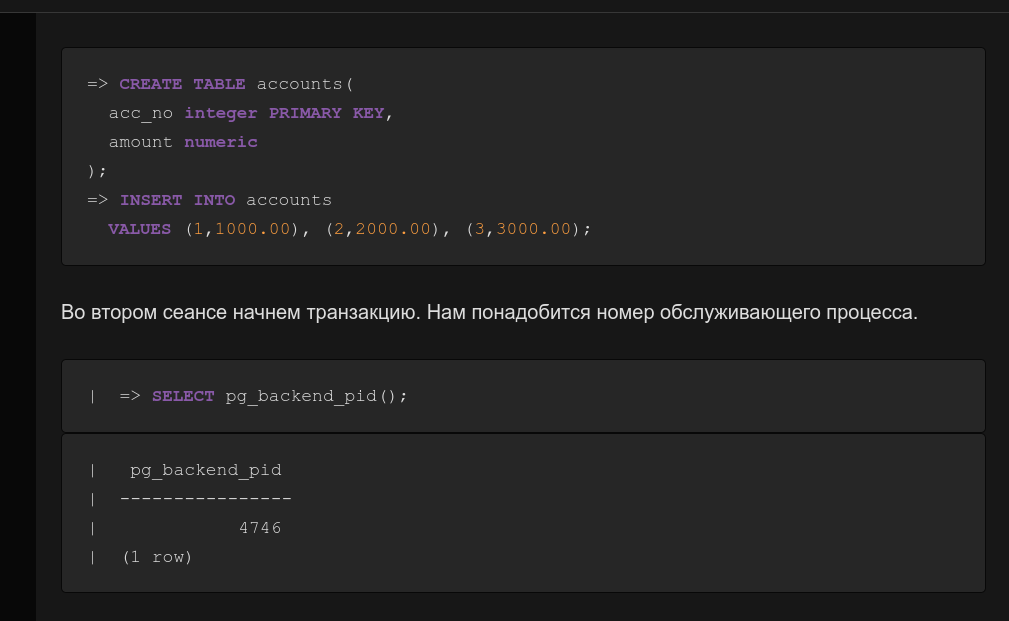 => CREATE TABLE accounts(
  acc_no integer PRIMARY KEY,
  amount numeric
);
=> INSERT INTO accounts
  VALUES (1,1000.00), (2,2000.00), (3,3000.00);
Во втором сеансе начнем транзакцию. Нам понадобится номер обслуживающего процесса.
|  => SELECT pg_backend_pid();
|   pg_backend_pid
|  ----------------
|             4746
|  (1 row)